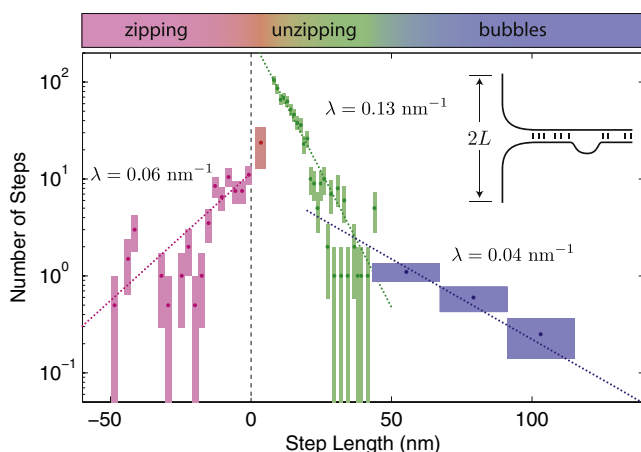 zipping unzipping bubbles
10²
10¹
10⁰
10⁻¹
Number of Steps
λ = 0.06 nm⁻¹
λ = 0.13 nm⁻¹
λ = 0.04 nm⁻¹
2L
−50 0 50 100
Step Length (nm)